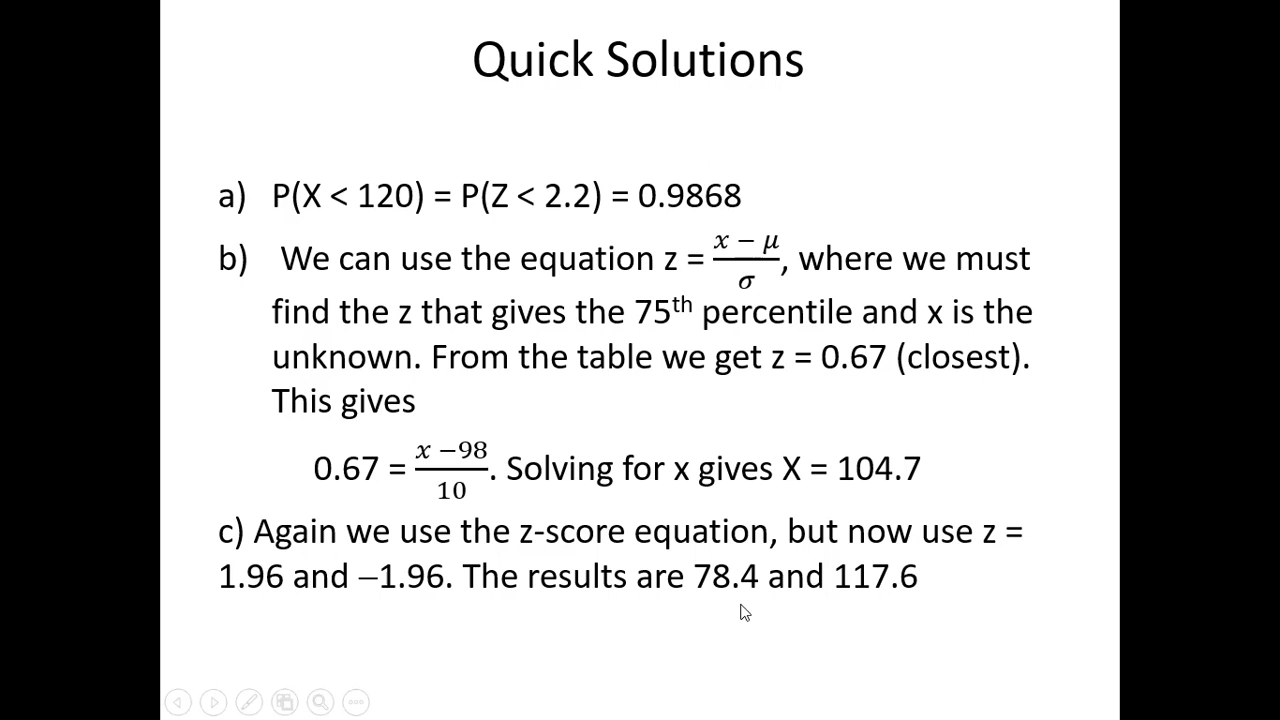 Quick Solutions
a) P(X < 120) = P(Z < 2.2) = 0.9868
b) We can use the equation z = \frac{x - μ}{σ}, where we must
find the z that gives the 75th percentile and x is the
unknown. From the table we get z = 0.67 (closest).
This gives
0.67 = \frac{x - 98}{10}. Solving for x gives X = 104.7
c) Again we use the z-score equation, but now use z =
1.96 and –1.96. The results are 78.4 and 117.6